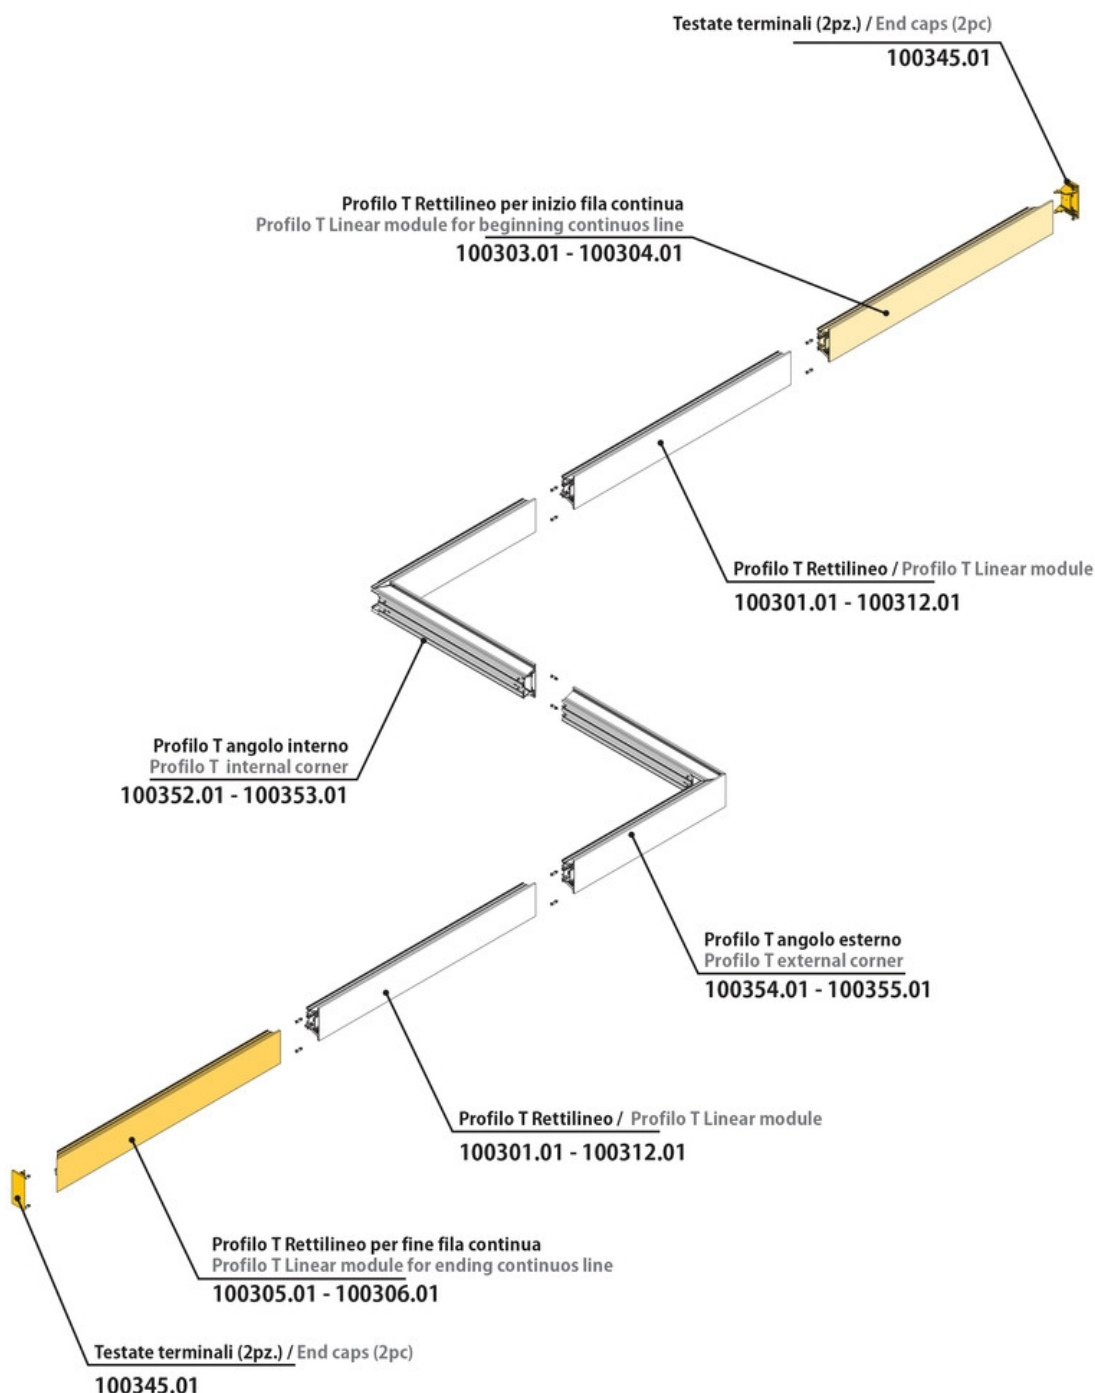 Testate terminali (2pz.) / End caps (2pc)
100345.01
Profilo T Rettilineo per inizio fila continua
Profilo T Linear module for beginning continuos line
100303.01 - 100304.01
Profilo T Rettilineo / Profilo T Linear module
100301.01 - 100312.01
Profilo T angolo interno
Profilo T internal corner
100352.01 - 100353.01
Profilo T angolo esterno
Profilo T external corner
100354.01 - 100355.01
Profilo T Rettilineo / Profilo T Linear module
100301.01 - 100312.01
Profilo T Rettilineo per fine fila continua
Profilo T Linear module for ending continuos line
100305.01 - 100306.01
Testate terminali (2pz.) / End caps (2pc)
100345.01